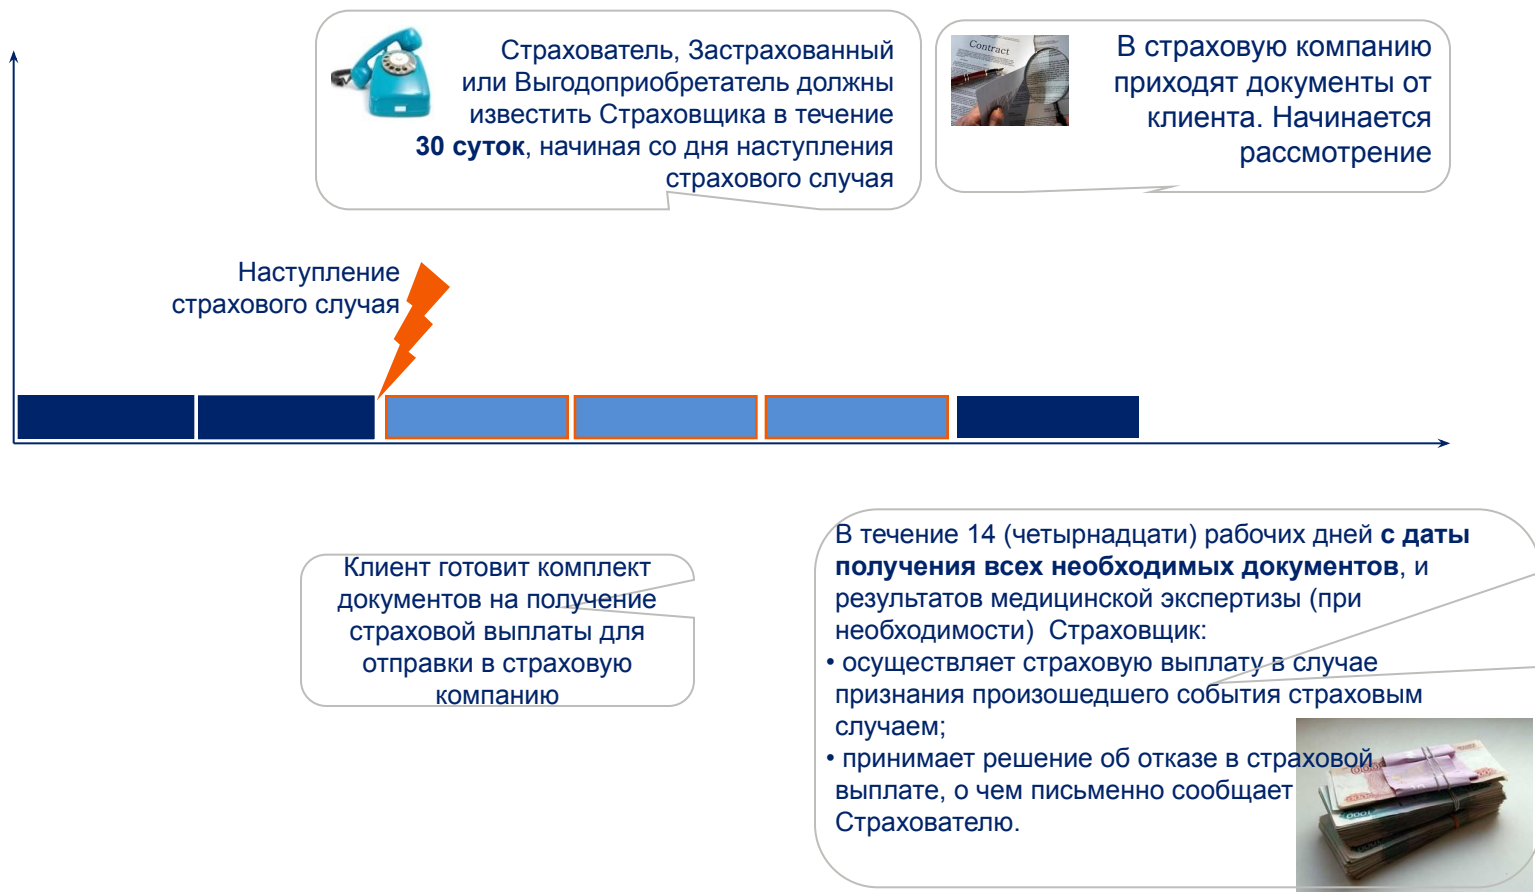 Страхователь, Застрахованный
или Выгодоприобретатель должны
известить Страховщика в течение
30 суток, начиная со дня наступления
страхового случая
Contract
В страховую компанию
приходят документы от
клиента. Начинается
рассмотрение
Наступление
страхового случая
Клиент готовит комплект
документов на получение
страховой выплаты для
отправки в страховую
компанию
В течение 14 (четырнадцати) рабочих дней с даты
получения всех необходимых документов, и
результатов медицинской экспертизы (при
необходимости)  Страховщик:
• осуществляет страховую выплату в случае
признания произошедшего события страховым
случаем;
• принимает решение об отказе в страховой
выплате, о чем письменно сообщает
Страхователю.